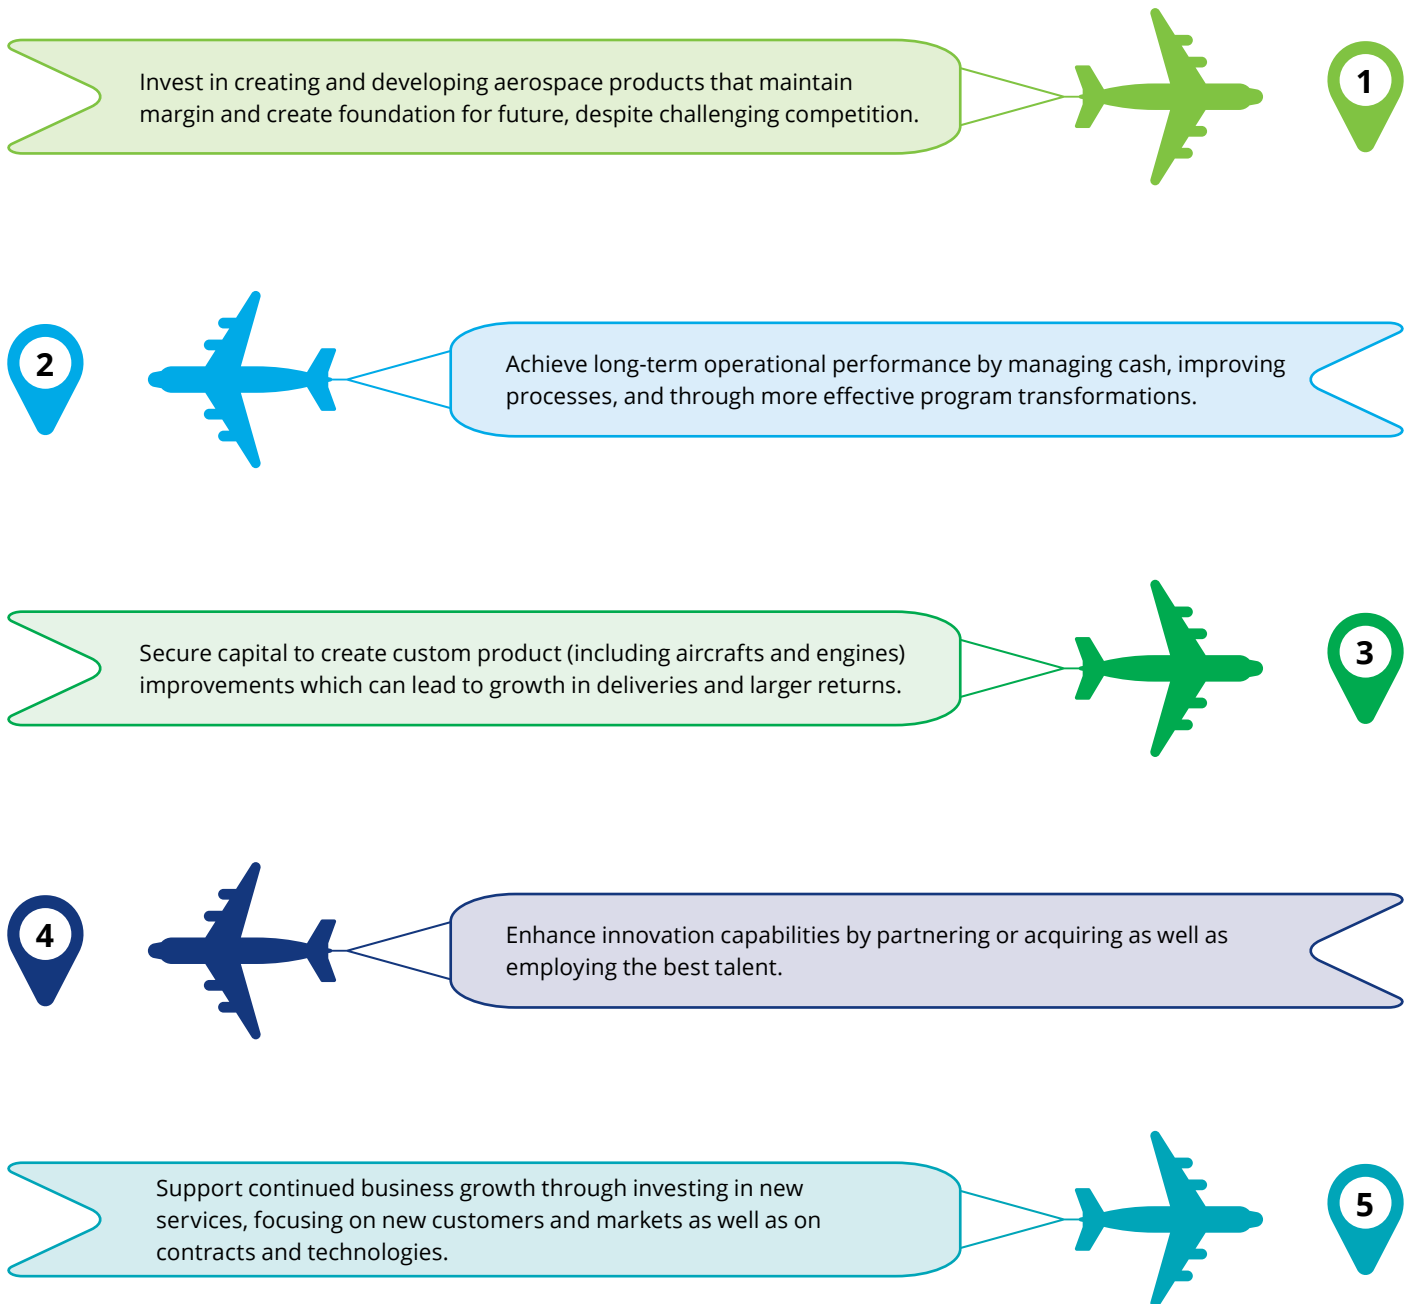 Invest in creating and developing aerospace products that maintain
margin and create foundation for future, despite challenging competition.
1
2
Achieve long-term operational performance by managing cash, improving
processes, and through more effective program transformations.
Secure capital to create custom product (including aircrafts and engines)
improvements which can lead to growth in deliveries and larger returns.
3
4
Enhance innovation capabilities by partnering or acquiring as well as
employing the best talent.
Support continued business growth through investing in new
services, focusing on new customers and markets as well as on
contracts and technologies.
5